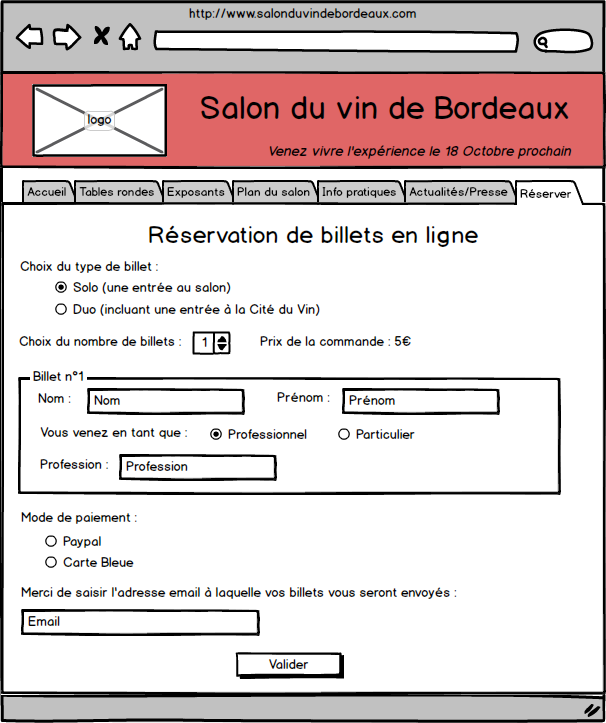 http://www.salonduvindebordeaux.com
logo
Salon du vin de Bordeaux
Venez vivre l'expérience le 18 Octobre prochain
Accueil Tables rondes Exposants Plan du salon Info pratiques Actualités/Presse Réserver
Réservation de billets en ligne
Choix du type de billet :
Solo (une entrée au salon)
Duo (incluant une entrée à la Cité du Vin)
Choix du nombre de billets : 1 Prix de la commande : 5€
Billet n°1
Nom : Nom Prénom : Prénom
Vous venez en tant que : Professionnel Particulier
Profession : Profession
Mode de paiement :
Paypal
Carte Bleue
Merci de saisir l'adresse email à laquelle vos billets vous seront envoyés :
Email
Valider